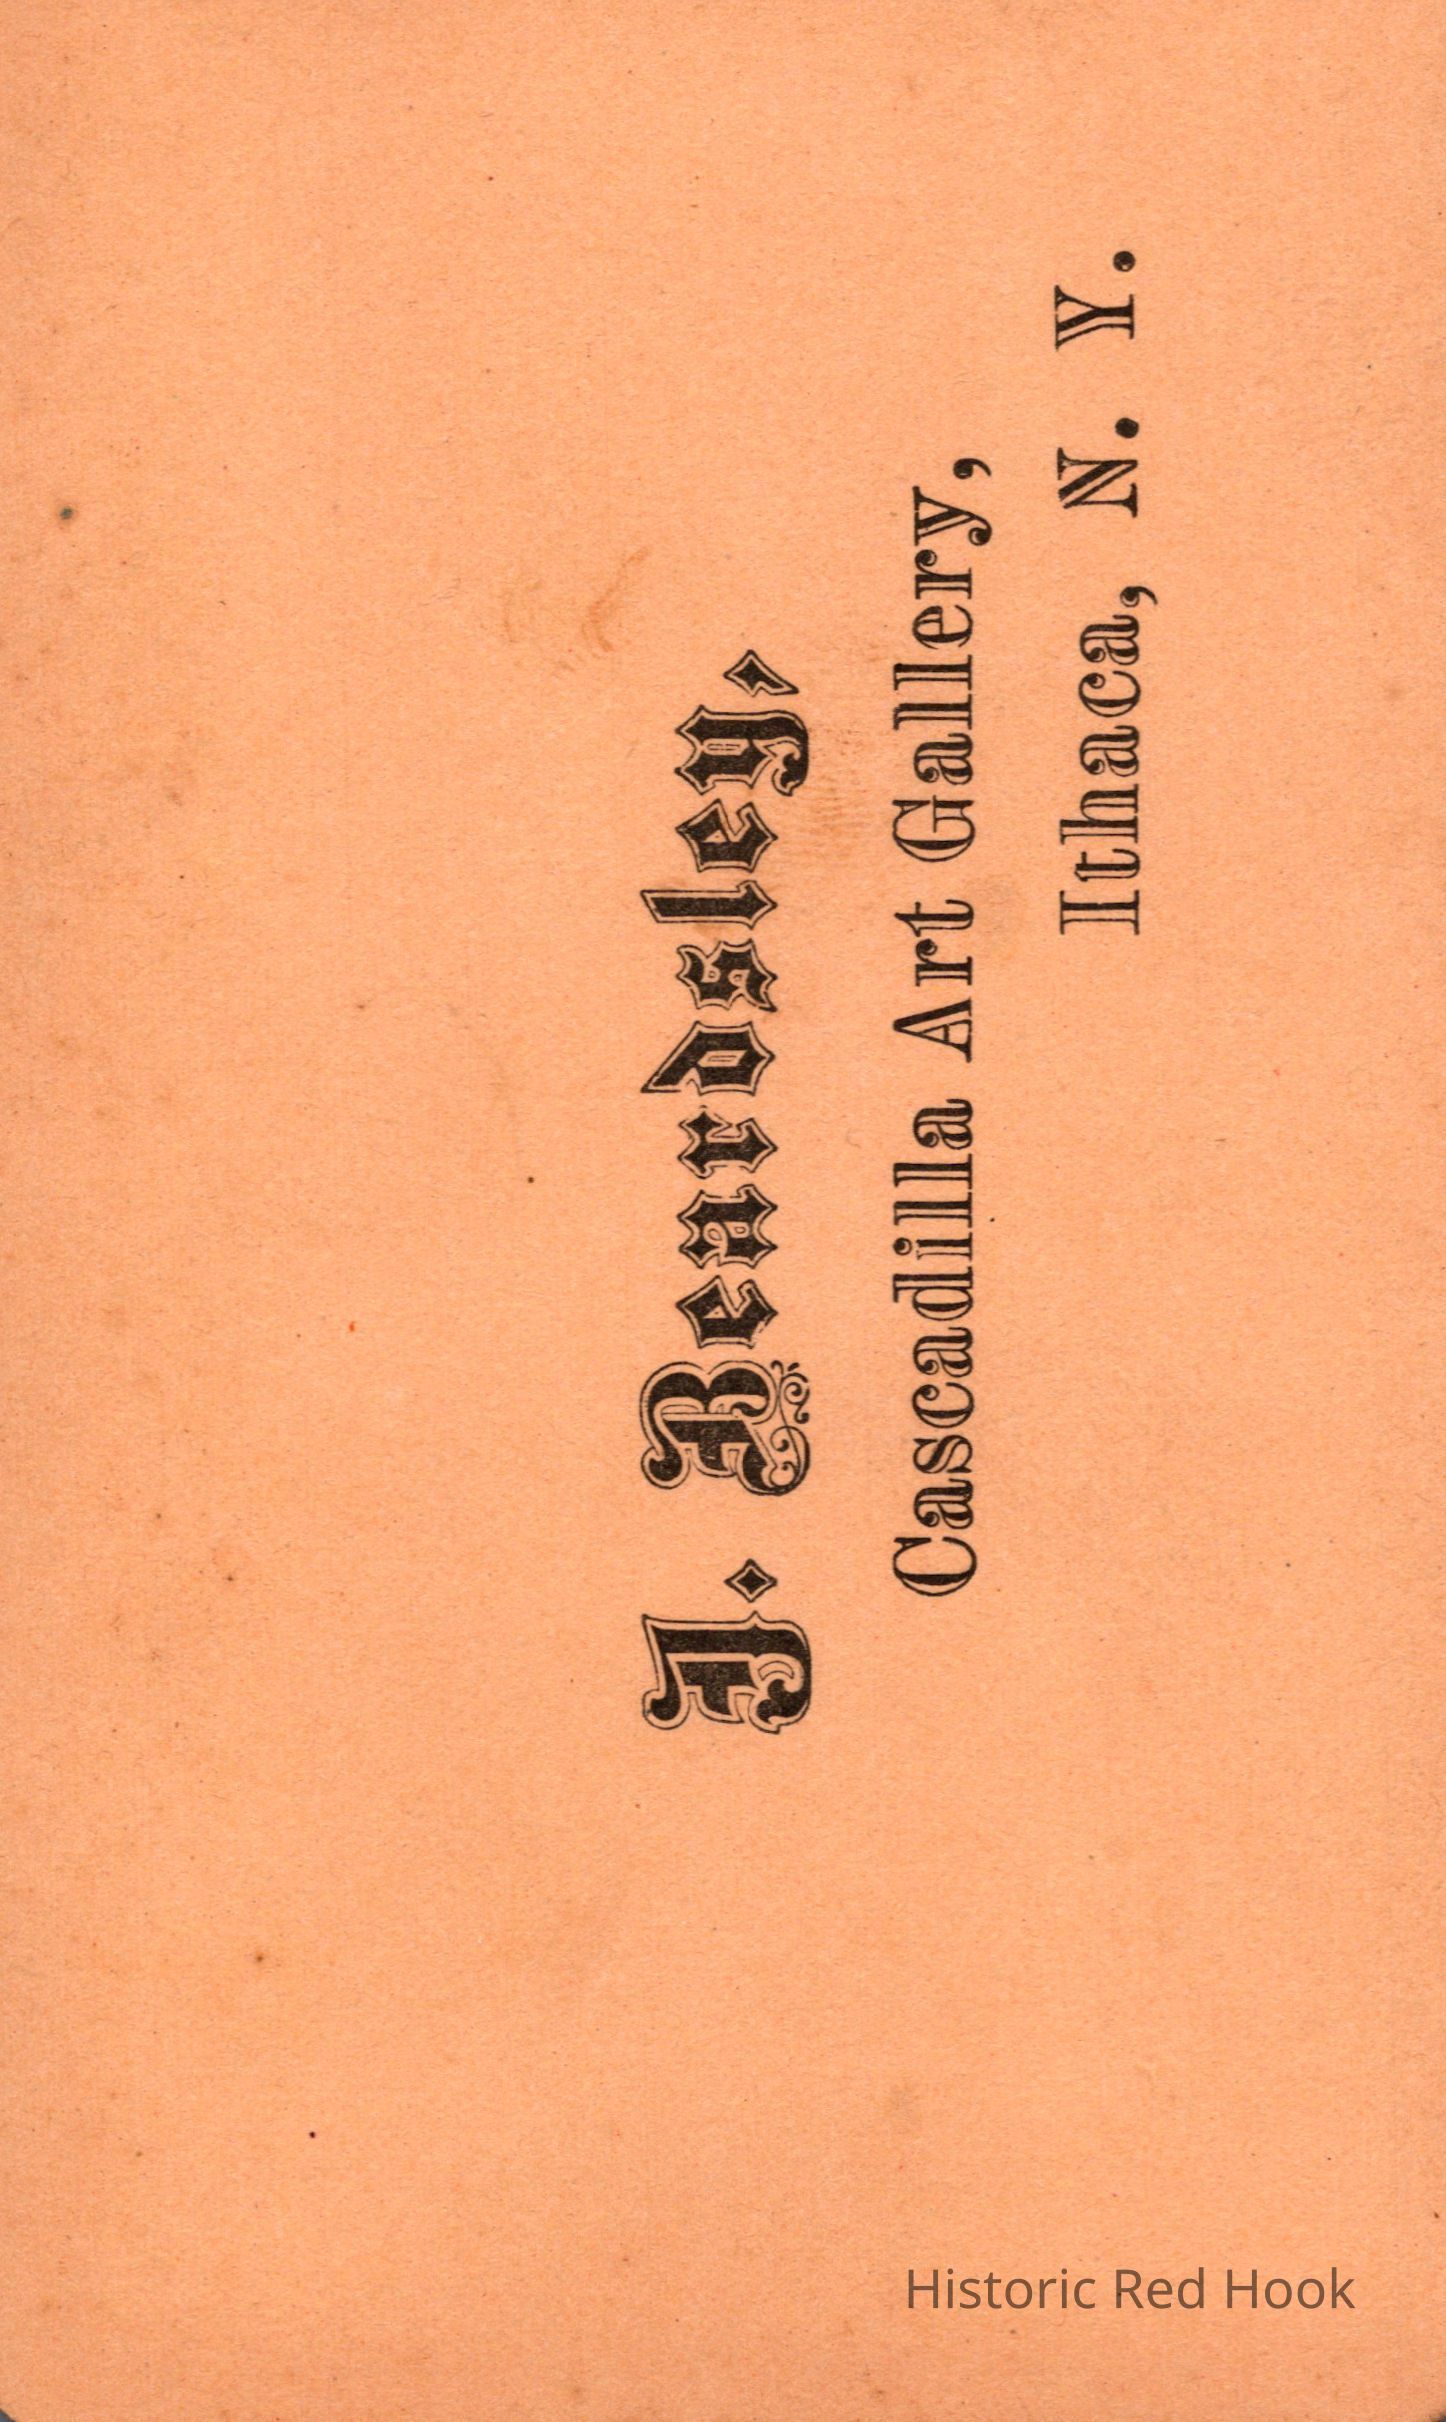 J. Beardsley,
Cascadilla Art Gallery,
Ithaca, N. Y.
Historic Red Hook